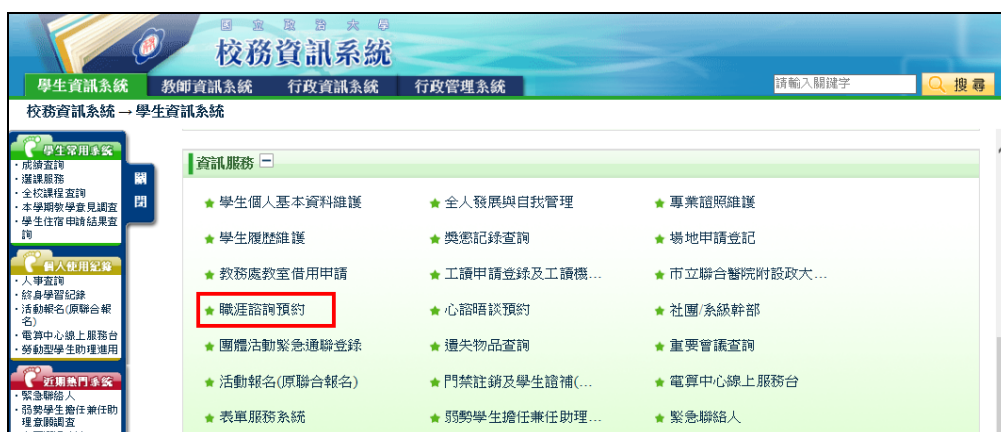 國立政治大學
校務資訊系統
學生資訊系統 教師資訊系統 行政資訊系統 行政管理系統 請輸入關鍵字 搜尋
校務資訊系統→學生資訊系統
學生常用系統
・成績查詢
・選課服務
・全校課程查詢
・本學期教學意見調查
・學生住宿申請結果查
詢
關
閉
個人使用紀錄
・人事查詢
・終身學習紀錄
・活動報名(原聯合報
名)
・電算中心線上服務台
・勞動型學生助理進用
近期熱門系統
・緊急聯絡人
・弱勢學生擔任兼任助
理意願調查
資訊服務
學生個人基本資料維護 全人發展與自我管理 專業證照維護
學生履歷維護 獎懲記錄查詢 場地申請登記
教務處教室借用申請 工讀申請登錄及工讀機... 市立聯合醫院附設政大...
職涯諮詢預約 心諮晤談預約 社團/系級幹部
團體活動緊急通聯登錄 遺失物品查詢 重要會議查詢
活動報名(原聯合報名) 門禁註銷及學生證補(... 電算中心線上服務台
表單服務系統 弱勢學生擔任兼任助理... 緊急聯絡人